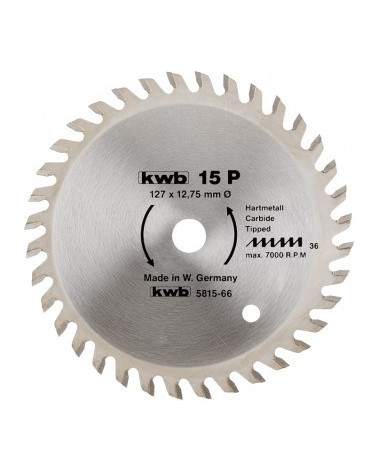 kwb 15 P
127 x 12,75 mm Ø
Hartmetall
Carbide
Tipped
36
max. 7000 R.P.M
Made in W. Germany
kwb 5815-66